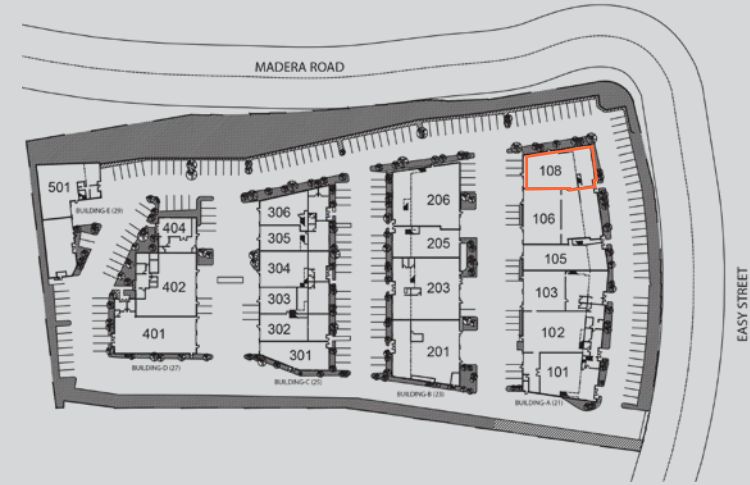 MADERA ROAD
EASY STREET
501
BUILDING-E (29)
404
402
401
BUILDING-D (27)
306
305
304
303
302
301
BUILDING-C (25)
206
205
203
201
BUILDING-B (23)
108
106
105
103
102
101
BUILDING-A (21)